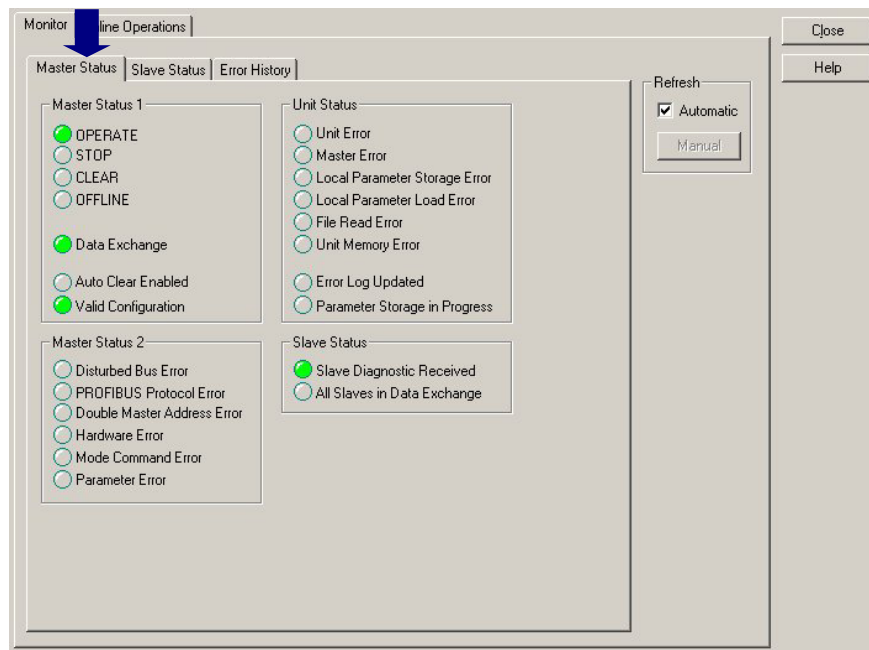 Monitor line Operations
Close
Help
Master Status Slave Status Error History
Refresh
Automatic
Manual
Master Status 1
OPERATE
STOP
CLEAR
OFFLINE
Data Exchange
Auto Clear Enabled
Valid Configuration
Unit Status
Unit Error
Master Error
Local Parameter Storage Error
Local Parameter Load Error
File Read Error
Unit Memory Error
Error Log Updated
Parameter Storage in Progress
Master Status 2
Disturbed Bus Error
PROFIBUS Protocol Error
Double Master Address Error
Hardware Error
Mode Command Error
Parameter Error
Slave Status
Slave Diagnostic Received
All Slaves in Data Exchange